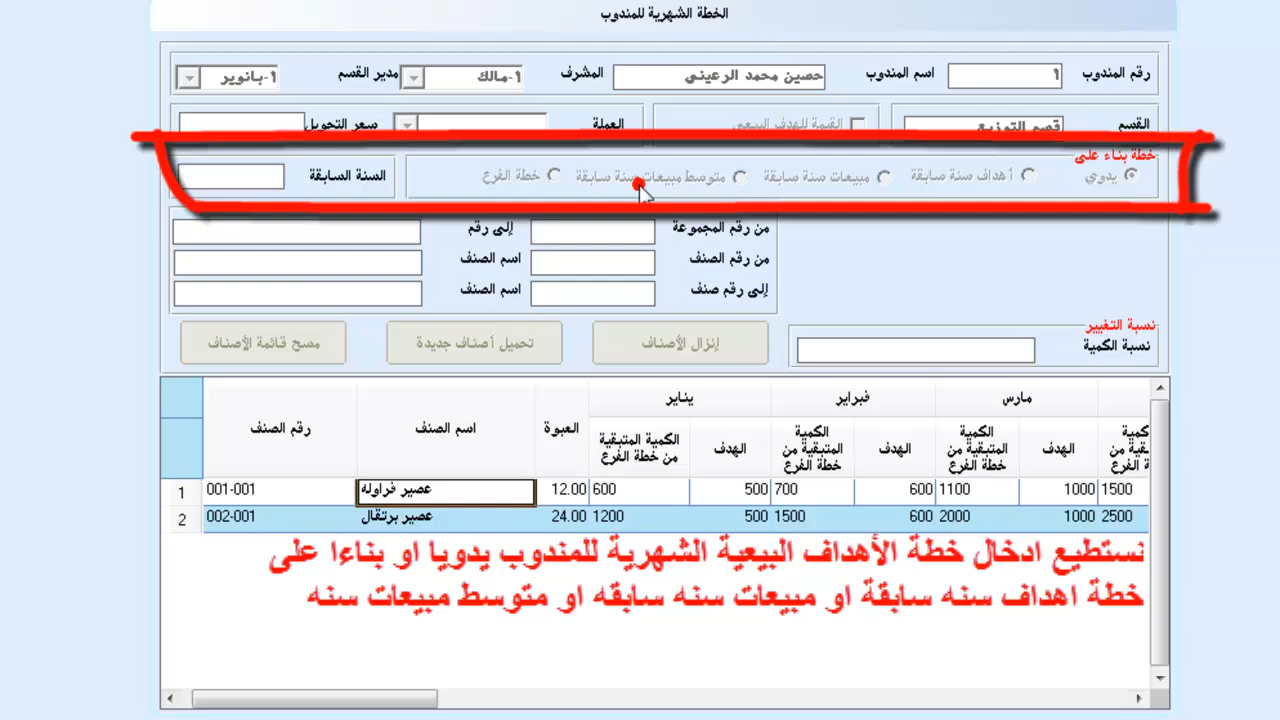 الخطة الشهرية للمندوب
رقم المندوب 1 اسم المندوب حصين محمد الرعيني المشرف 1-مالك مدير القسم 1-بانوير
القسم قصم التوزيع القيمة للهدف البيعي العملة سعر التحويل
خطة بناء على
يدوي أهداف سنة سابقة مبيعات سنة سابقة متوسط مبيعات سنة سابقة خطة الفرع السنة السابقة
من رقم المجموعة إلى رقم
من رقم الصنف اسم الصنف
إلى رقم صنف اسم الصنف
نسبة التغيير
نسبة الكمية إنزال الأصناف تحميل أصناف جديدة مسح قائمة الأصناف
يناير فبراير مارس
رقم الصنف اسم الصنف العبوة الكمية المتبقية من خطة الفرع الهدف الكمية المتبقية من خطة الفرع الهدف الكمية المتبقية من خطة الفرع الهدف
1 001-001 عصير فراوله 12.00 600 500 700 600 1100 1000 1500
2 002-001 عصير برتقال 24.00 1200 500 1500 600 2000 1000 2500
نستطيع ادخال خطة الأهداف البيعية الشهرية للمندوب يدويا او بناءا على
خطة اهداف سنه سابقة او مبيعات سنه سابقه او متوسط مبيعات سنه